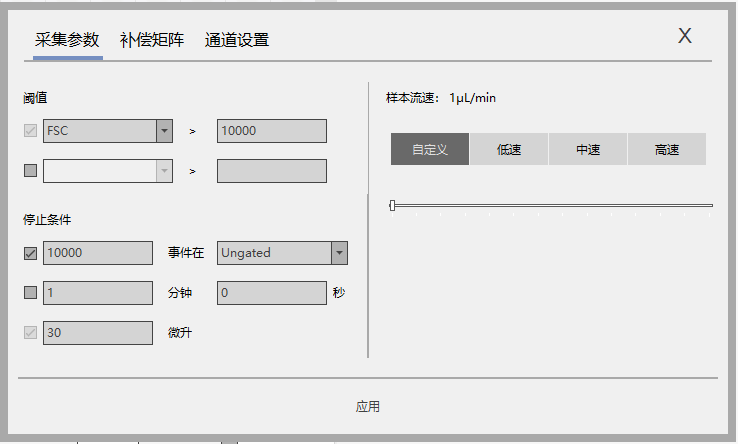 采集参数 补偿矩阵 通道设置 X
阈值
FSC > 10000
>
停止条件
10000 事件在 Ungated
1 分钟 0 秒
30 微升
样本流速： 1μL/min
自定义 低速 中速 高速
应用